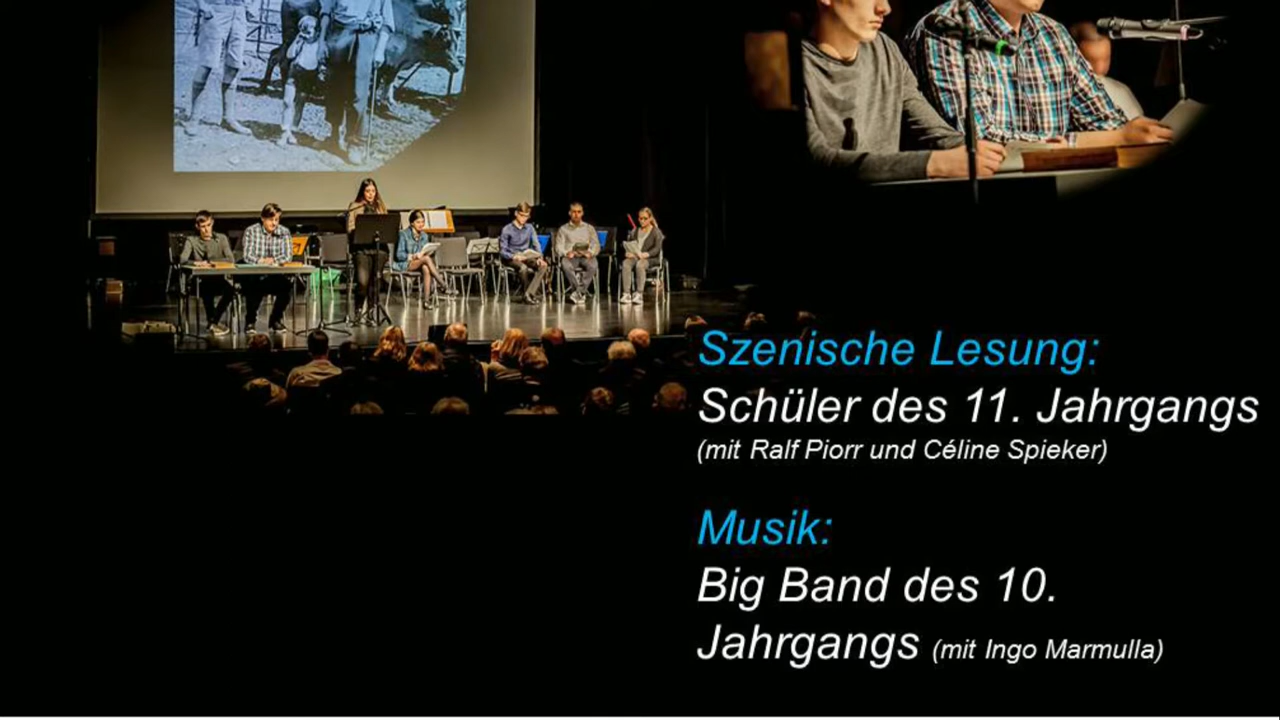 Szenische Lesung:
Schüler des 11. Jahrgangs
(mit Ralf Piorr und Céline Spieker)
Musik:
Big Band des 10.
Jahrgangs (mit Ingo Marmulla)